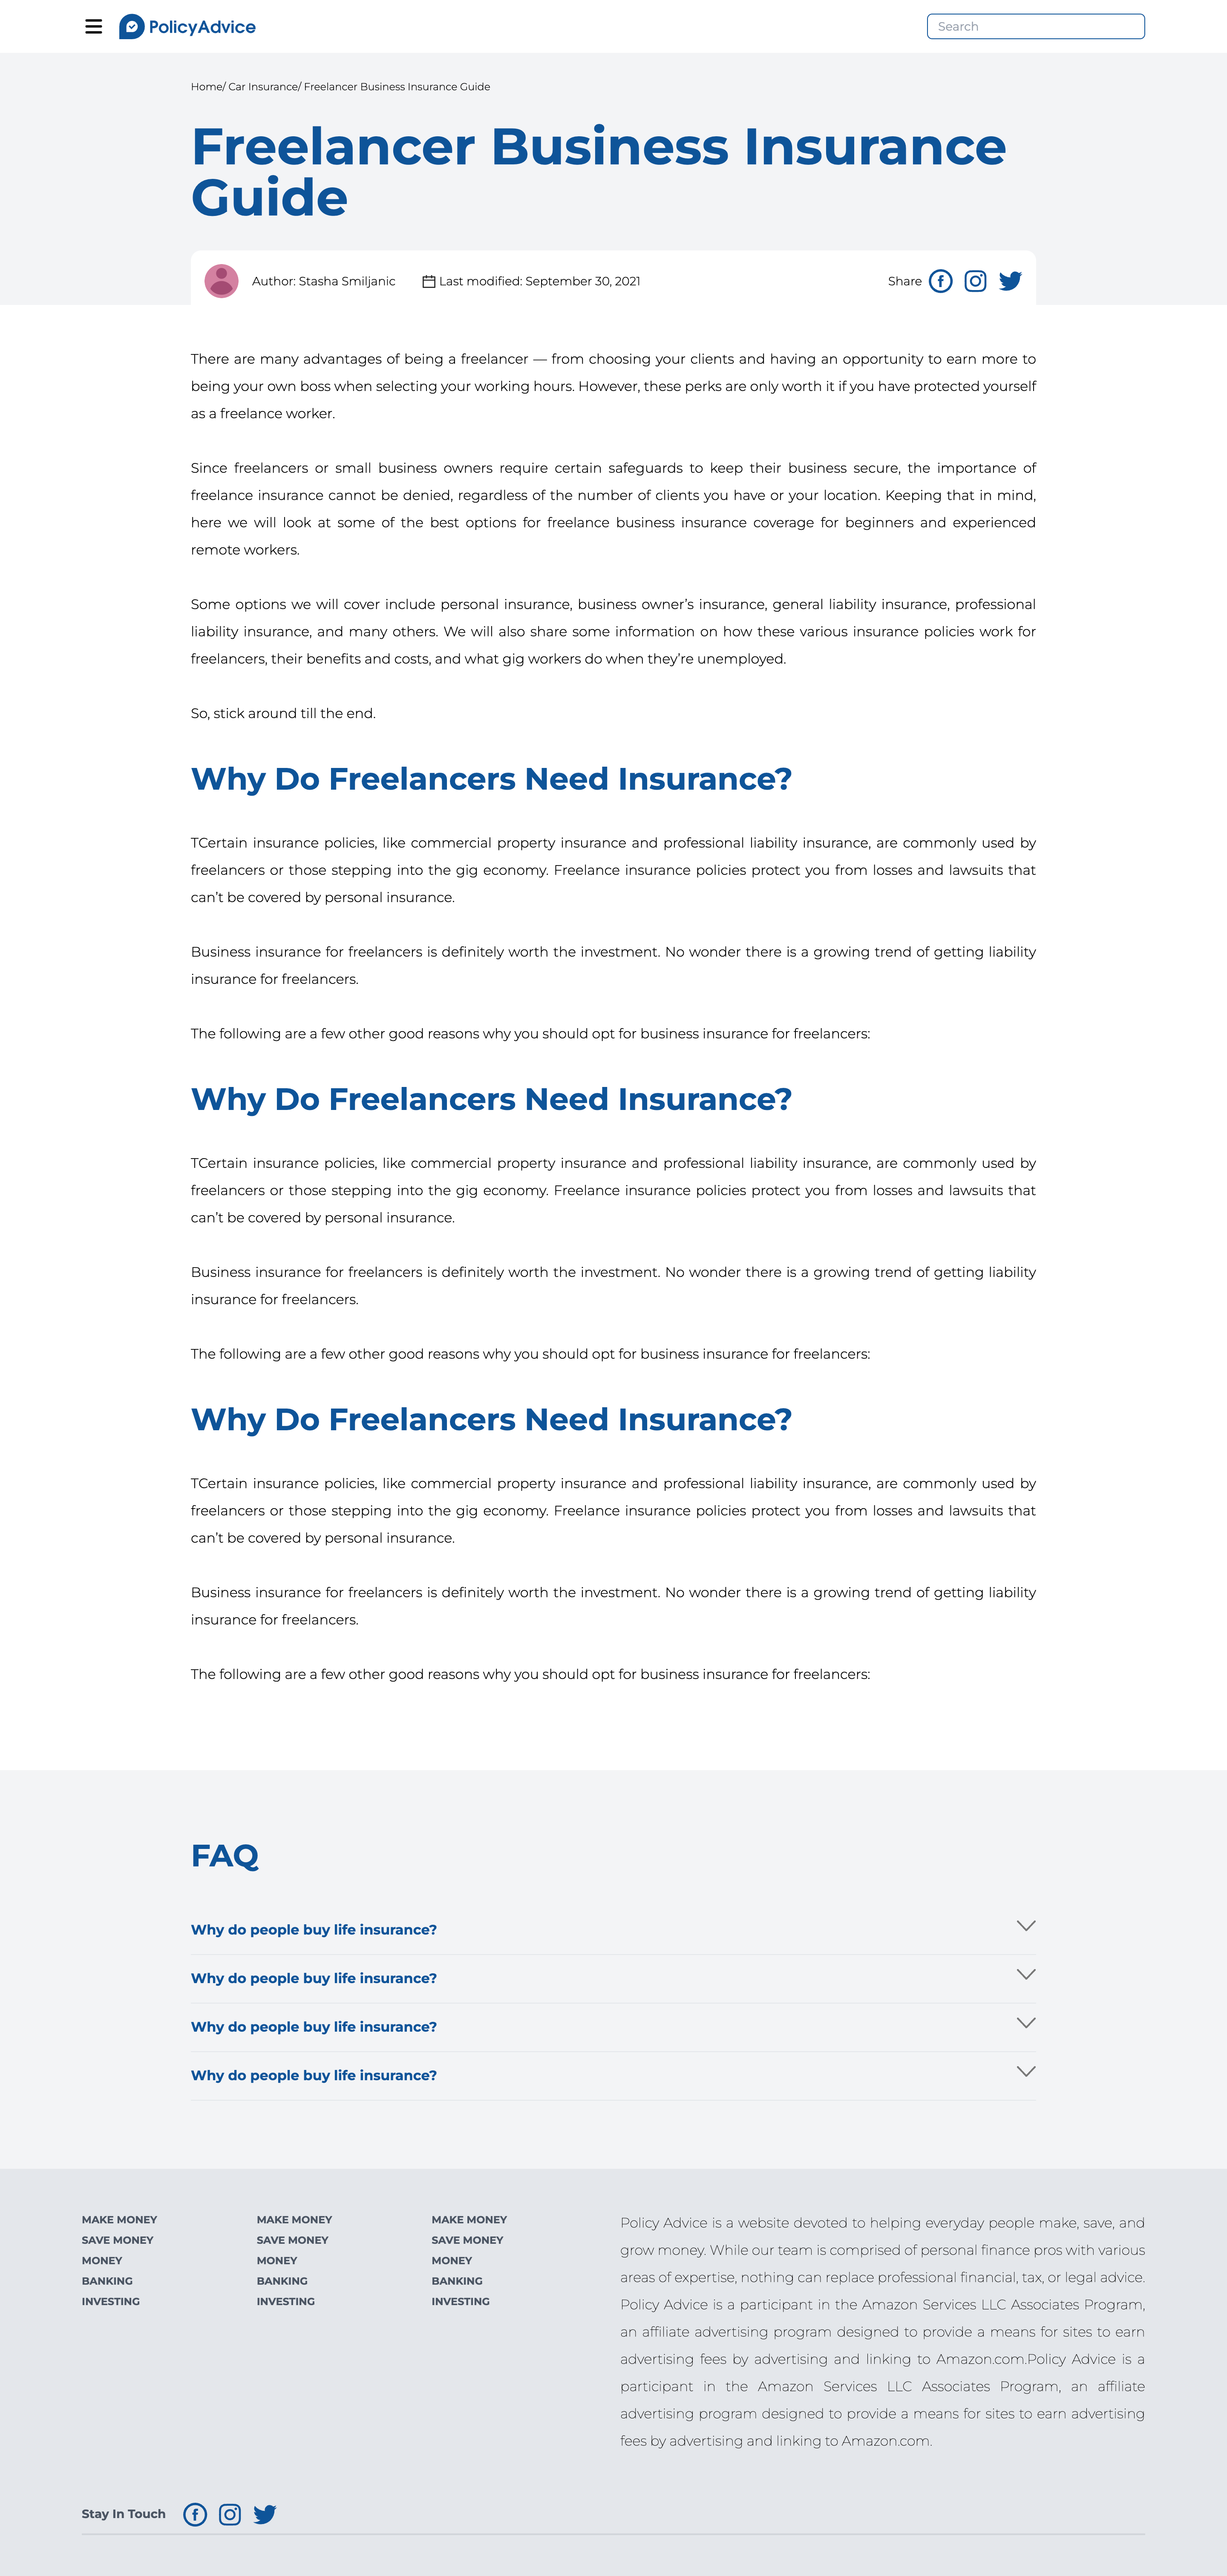 PolicyAdvice
Search
Home/ Car Insurance/ Freelancer Business Insurance Guide
Freelancer Business Insurance
Guide
Author: Stasha Smiljanic
Last modified: September 30, 2021
Share
There are many advantages of being a freelancer — from choosing your clients and having an opportunity to earn more to
being your own boss when selecting your working hours. However, these perks are only worth it if you have protected yourself
as a freelance worker.
Since freelancers or small business owners require certain safeguards to keep their business secure, the importance of
freelance insurance cannot be denied, regardless of the number of clients you have or your location. Keeping that in mind,
here we will look at some of the best options for freelance business insurance coverage for beginners and experienced
remote workers.
Some options we will cover include personal insurance, business owner’s insurance, general liability insurance, professional
liability insurance, and many others. We will also share some information on how these various insurance policies work for
freelancers, their benefits and costs, and what gig workers do when they’re unemployed.
So, stick around till the end.
Why Do Freelancers Need Insurance?
TCertain insurance policies, like commercial property insurance and professional liability insurance, are commonly used by
freelancers or those stepping into the gig economy. Freelance insurance policies protect you from losses and lawsuits that
can’t be covered by personal insurance.
Business insurance for freelancers is definitely worth the investment. No wonder there is a growing trend of getting liability
insurance for freelancers.
The following are a few other good reasons why you should opt for business insurance for freelancers:
Why Do Freelancers Need Insurance?
TCertain insurance policies, like commercial property insurance and professional liability insurance, are commonly used by
freelancers or those stepping into the gig economy. Freelance insurance policies protect you from losses and lawsuits that
can’t be covered by personal insurance.
Business insurance for freelancers is definitely worth the investment. No wonder there is a growing trend of getting liability
insurance for freelancers.
The following are a few other good reasons why you should opt for business insurance for freelancers:
Why Do Freelancers Need Insurance?
TCertain insurance policies, like commercial property insurance and professional liability insurance, are commonly used by
freelancers or those stepping into the gig economy. Freelance insurance policies protect you from losses and lawsuits that
can’t be covered by personal insurance.
Business insurance for freelancers is definitely worth the investment. No wonder there is a growing trend of getting liability
insurance for freelancers.
The following are a few other good reasons why you should opt for business insurance for freelancers:
FAQ
Why do people buy life insurance?
Why do people buy life insurance?
Why do people buy life insurance?
Why do people buy life insurance?
MAKE MONEY
SAVE MONEY
MONEY
BANKING
INVESTING
MAKE MONEY
SAVE MONEY
MONEY
BANKING
INVESTING
MAKE MONEY
SAVE MONEY
MONEY
BANKING
INVESTING
Policy Advice is a website devoted to helping everyday people make, save, and
grow money. While our team is comprised of personal finance pros with various
areas of expertise, nothing can replace professional financial, tax, or legal advice.
Policy Advice is a participant in the Amazon Services LLC Associates Program,
an affiliate advertising program designed to provide a means for sites to earn
advertising fees by advertising and linking to Amazon.com.Policy Advice is a
participant in the Amazon Services LLC Associates Program, an affiliate
advertising program designed to provide a means for sites to earn advertising
fees by advertising and linking to Amazon.com.
Stay In Touch